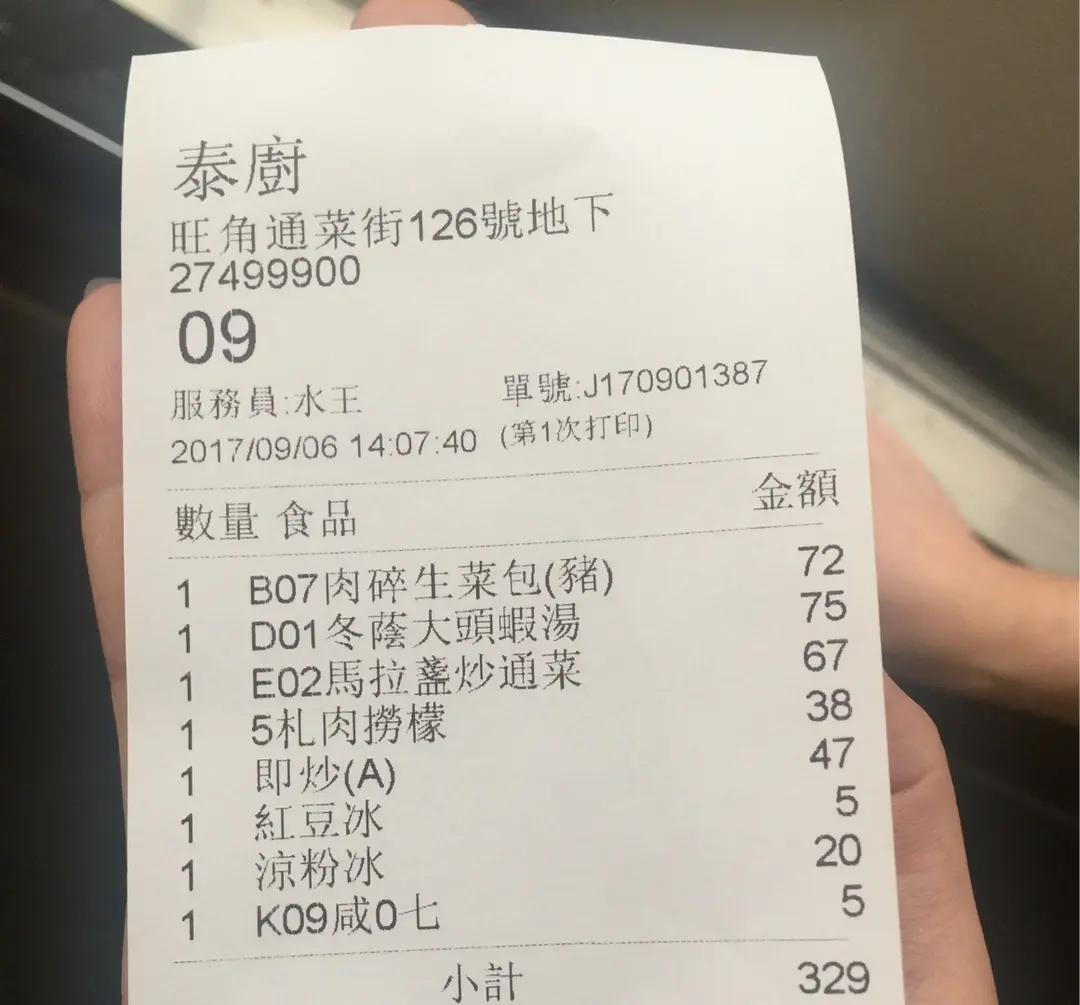 泰廚
旺角通菜街126號地下
27499900
09
服務員:水王 單號:J170901387
2017/09/06 14:07:40 (第1次打印)
數量 食品 金額
1 B07肉碎生菜包(豬) 72
1 D01冬蔭大頭蝦湯 75
1 E02馬拉盞炒通菜 67
1 5札肉撈檬 38
1 即炒(A) 47
1 紅豆冰 5
1 涼粉冰 20
1 K09咸0七 5
小計 329